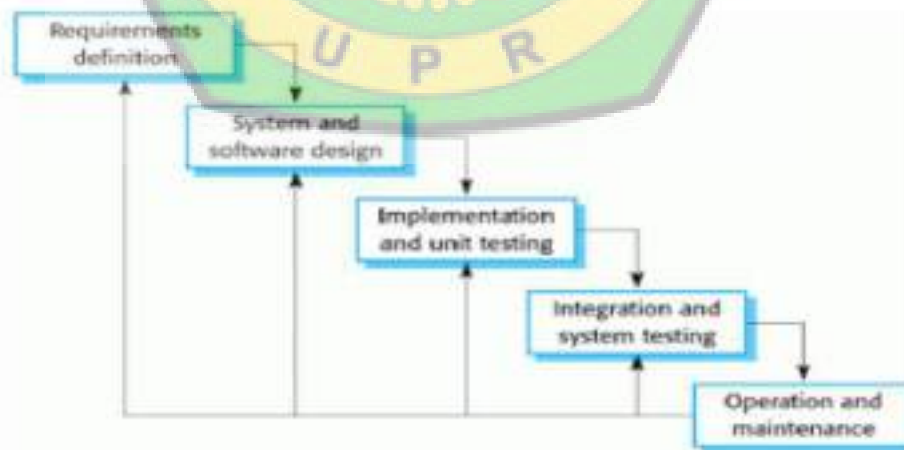 Requirements
definition
U P R
System and
software design
Implementation
and unit testing
Integration and
system testing
Operation and
maintenance